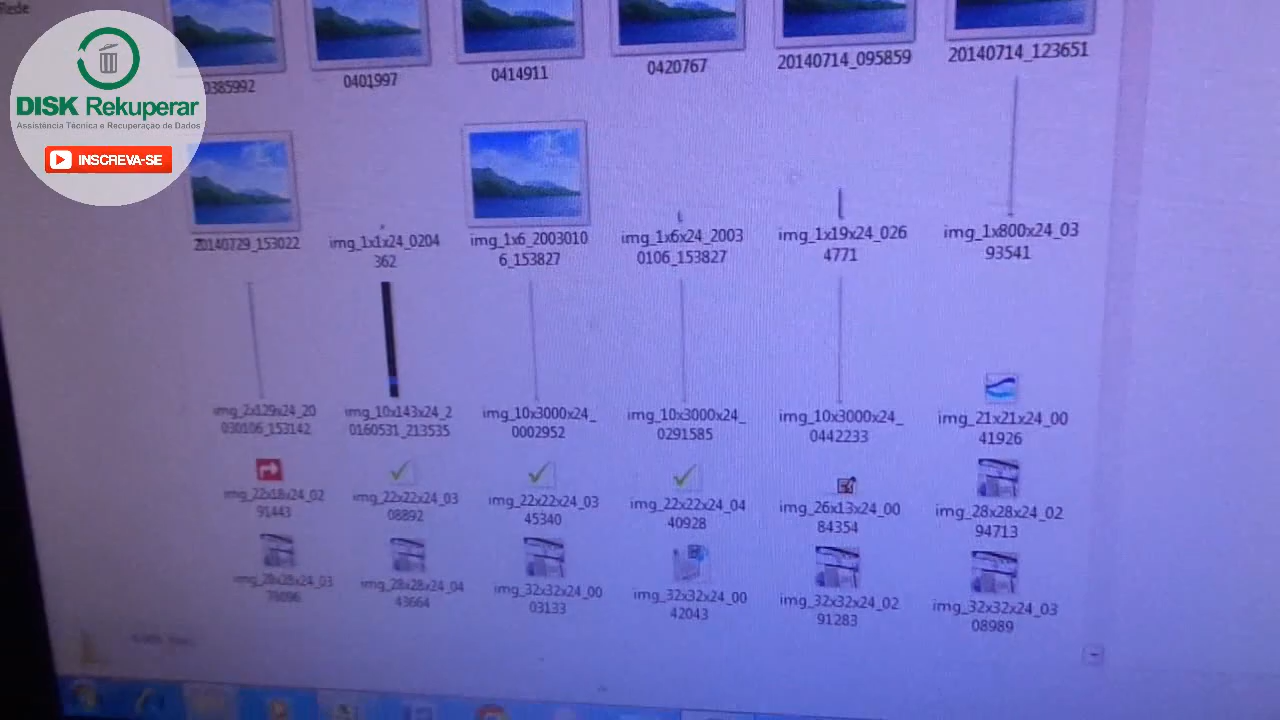 Rede
DISK Rekuperar
Assistência Técnica e Recuperação de Dados
INSCREVA-SE
0385992
0401997
0414911
0420767
20140714_095859
20140714_123651
20140729_153022
img_1x1x24_0204
362
img_1x6_2003010
6_153827
img_1x6x24_2003
0106_153827
img_1x19x24_026
4771
img_1x800x24_03
93541
img_2x129x24_20
030106_153142
img_10x143x24_2
0160531_213535
img_10x3000x24_
0002952
img_10x3000x24_
0291585
img_10x3000x24_
0442233
img_21x21x24_00
41926
img_22x18x24_02
91443
img_22x22x24_03
08892
img_22x22x24_03
45340
img_22x22x24_04
40928
img_26x13x24_00
84354
img_28x28x24_02
94713
img_28x28x24_03
img_28x28x24_04
43664
img_32x32x24_00
03133
img_32x32x24_00
42043
img_32x32x24_02
91283
img_32x32x24_03
08989